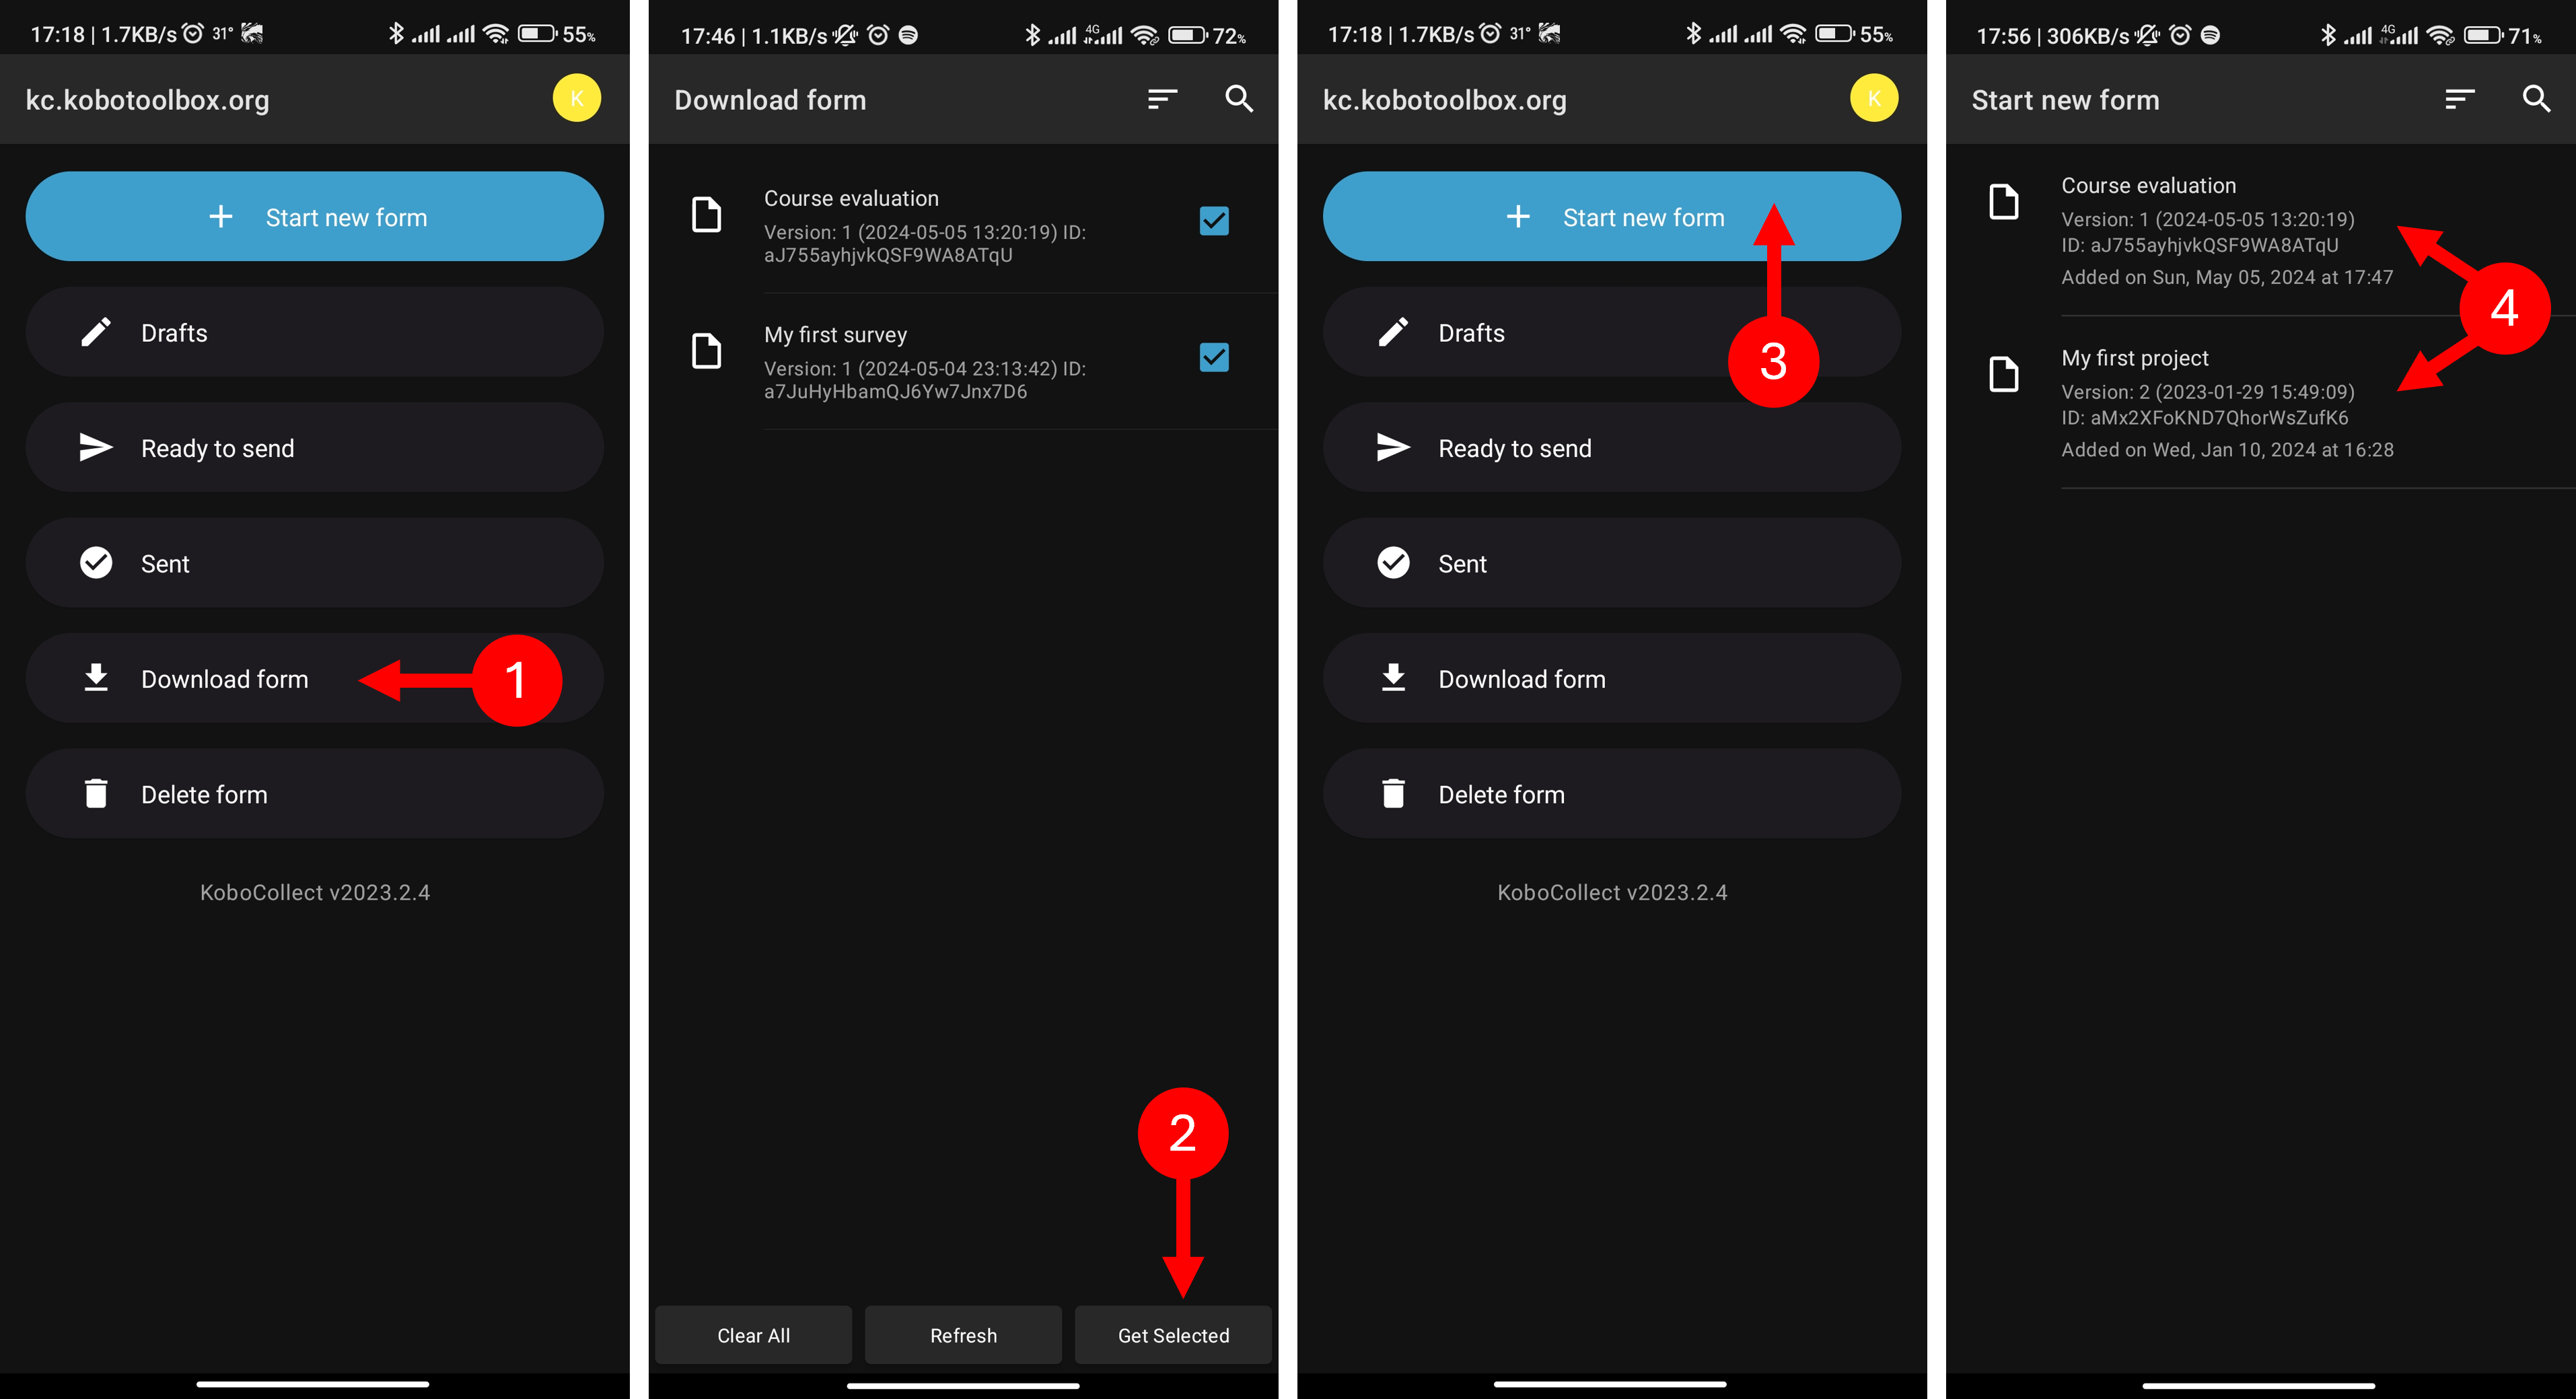 17:18 | 1.7KB/s 31° 55%
kc.kobotoolbox.org K
Start new form
Drafts
Ready to send
Sent
Download form
1
Delete form
KoboCollect v2023.2.4
17:46 | 1.1KB/s 4G 72%
Download form
Course evaluation
Version: 1 (2024-05-05 13:20:19) ID:
aJ755ayhjvkQSF9WA8ATqU
My first survey
Version: 1 (2024-05-04 23:13:42) ID:
a7JuHyHbamQJ6Yw7Jnx7D6
2
Clear All
Refresh
Get Selected
17:18 | 1.7KB/s 31° 55%
kc.kobotoolbox.org K
Start new form
Drafts
3
Ready to send
Sent
Download form
Delete form
KoboCollect v2023.2.4
17:56 | 306KB/s 4G 71%
Start new form
Course evaluation
Version: 1 (2024-05-05 13:20:19)
ID: aJ755ayhjvkQSF9WA8ATqU
Added on Sun, May 05, 2024 at 17:47
4
My first project
Version: 2 (2023-01-29 15:49:09)
ID: aMx2XFoKND7QhorWsZufK6
Added on Wed, Jan 10, 2024 at 16:28